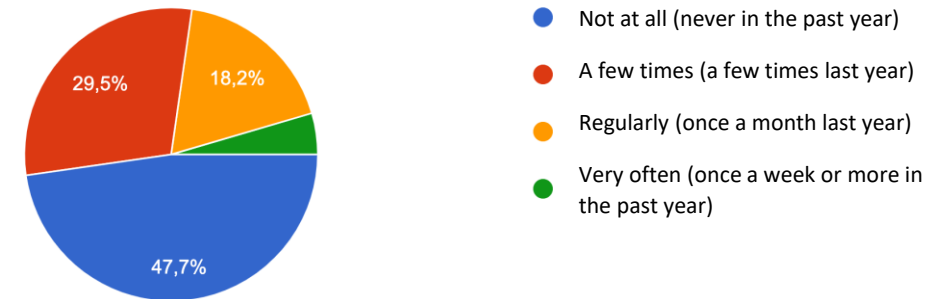 Not at all (never in the past year)
29,5%
18,2%
A few times (a few times last year)
Regularly (once a month last year)
Very often (once a week or more in
the past year)
47,7%